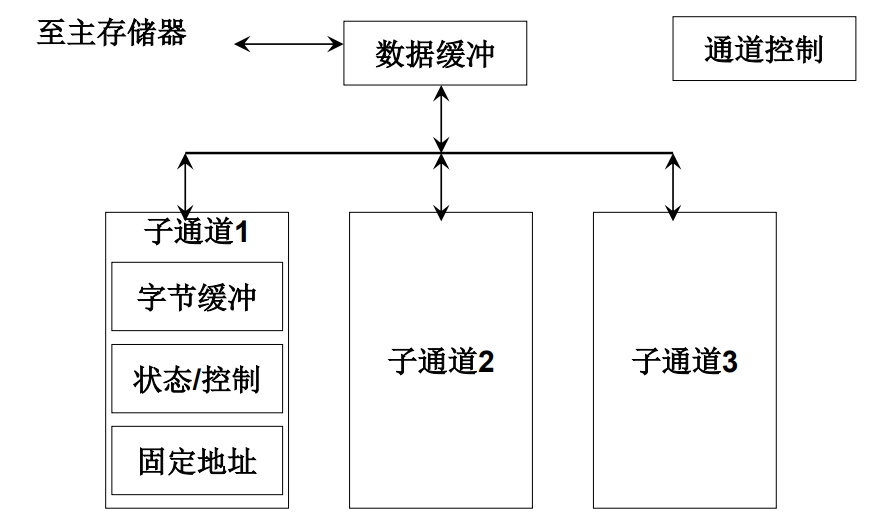 至主存储器
数据缓冲
通道控制
子通道1
字节缓冲
状态/控制
固定地址
子通道2
子通道3